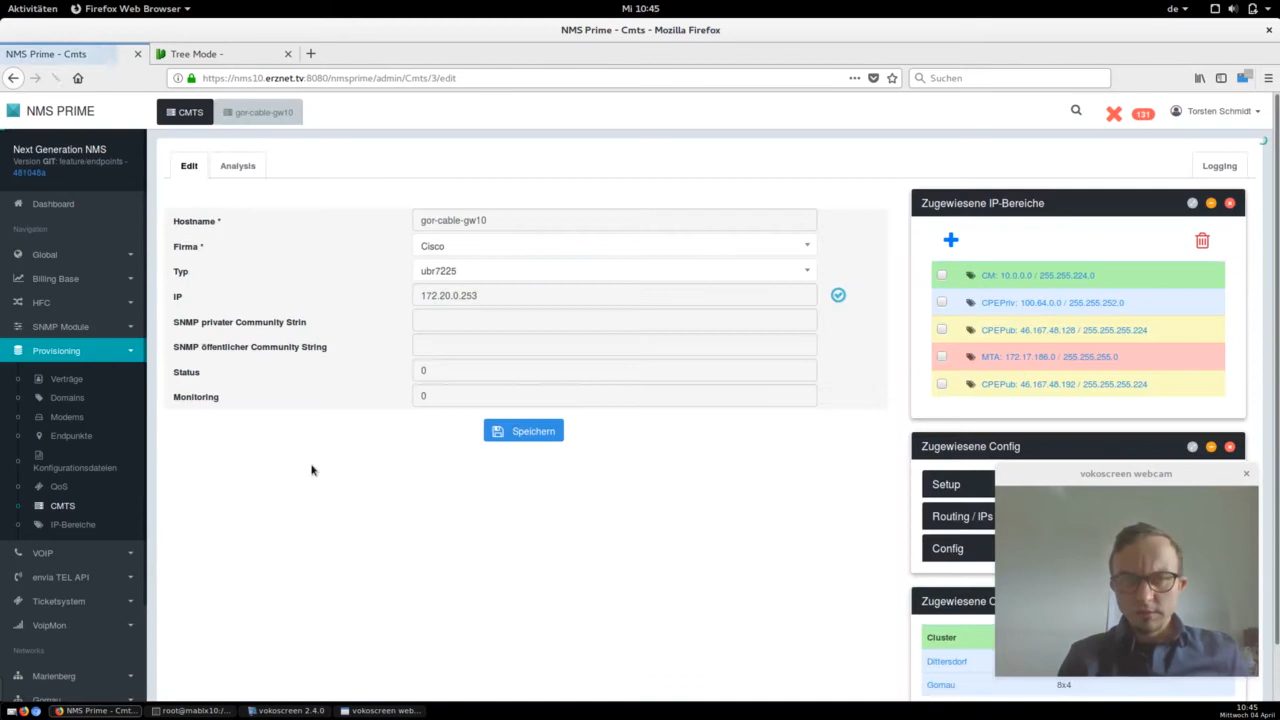 Aktivitäten
Firefox Web Browser
Mi 10:45
de
NMS Prime - Cmts - Mozilla Firefox
NMS Prime - Cmts
Tree Mode -
https://nms10.erznet.tv:8080/nmsprime/admin/Cmts/3/edit
Suchen
NMS PRIME
CMTS
gor-cable-gw10
131
Torsten Schmidt
Next Generation NMS
Version GIT: feature/endpoints -
481048a
Dashboard
Navigation
Global
Billing Base
HFC
SNMP Module
Provisioning
Verträge
Domains
Modems
Endpunkte
Konfigurationsdateien
QoS
CMTS
IP-Bereiche
VOIP
envia TEL API
Ticketsystem
VoipMon
Networks
Marienberg
Gornau
Edit
Analysis
Logging
Hostname *
gor-cable-gw10
Firma *
Cisco
Typ
ubr7225
IP
172.20.0.253
SNMP privater Community Strin
SNMP öffentlicher Community String
Status
0
Monitoring
0
Speichern
Zugewiesene IP-Bereiche
CM: 10.0.0.0 / 255.255.224.0
CPEPriv: 100.64.0.0 / 255.255.252.0
CPEPub: 46.167.48.128 / 255.255.255.224
MTA: 172.17.186.0 / 255.255.255.0
CPEPub: 46.167.48.192 / 255.255.255.224
Zugewiesene Config
Setup
Routing / IPs
Config
Zugewiesene C
Cluster
Dittersdorf
Gornau
8x4
vokoscreen webcam
NMS Prime - Cmt...
root@mablx10:/...
vokoscreen 2.4.0
vokoscreen web...
10:45
Mittwoch 04 April